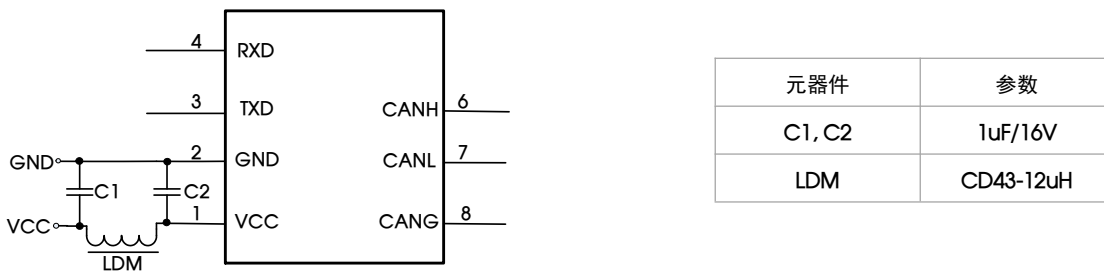 4 RXD
3 TXD
CANH 6
GND 2 GND
CANL 7
C1 C2
VCC 1 VCC
CANG 8
LDM
元器件 参数
C1, C2 1uF/16V
LDM CD43-12uH